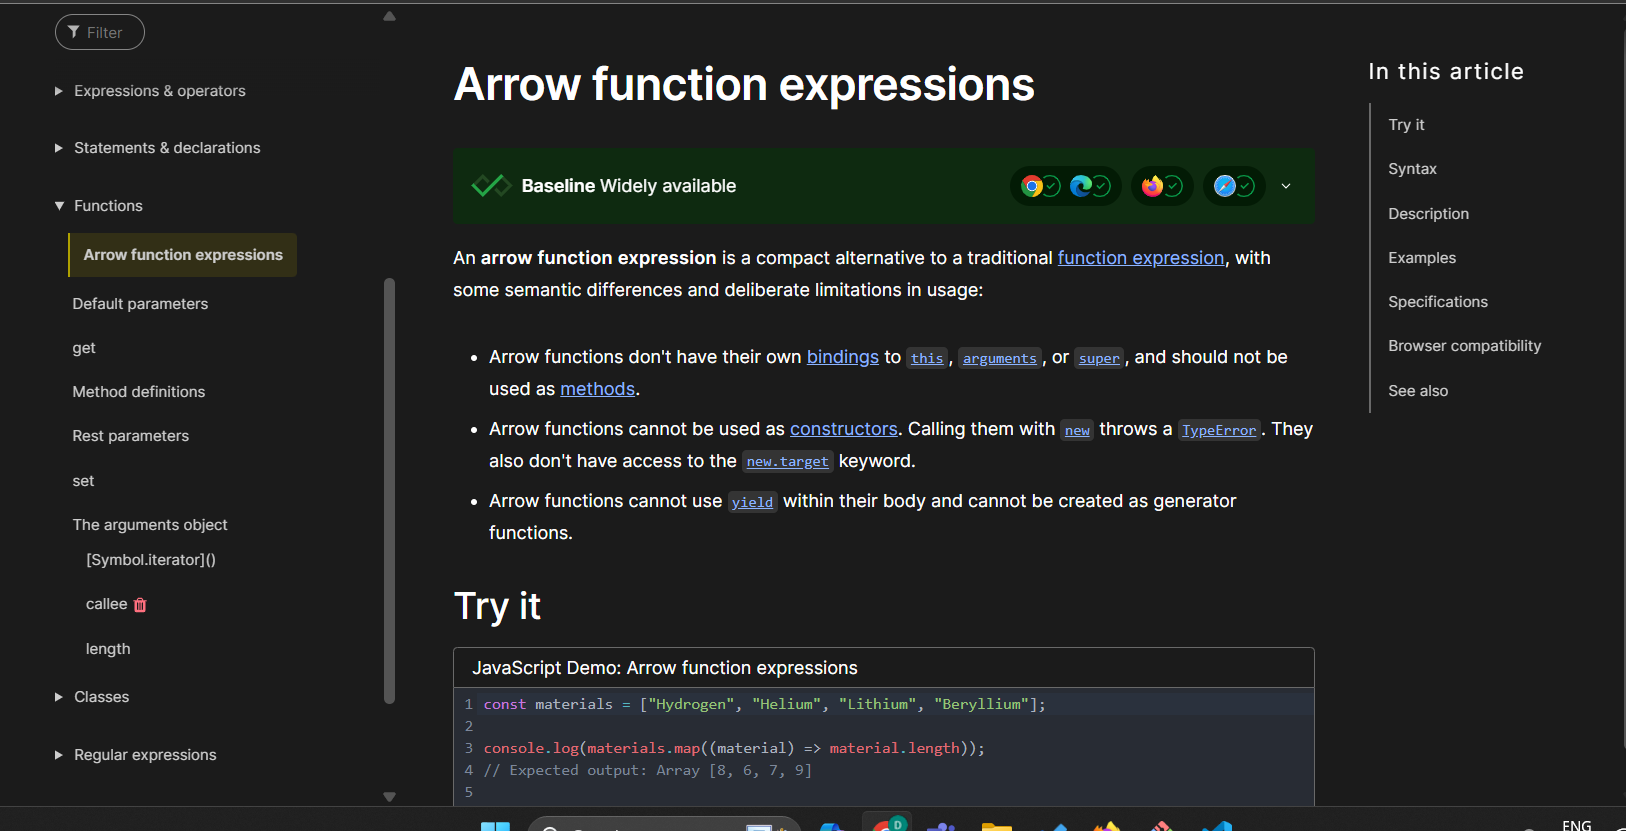 Filter
Expressions & operators
Statements & declarations
Functions
Arrow function expressions
Default parameters
get
Method definitions
Rest parameters
set
The arguments object
[Symbol.iterator]()
callee
length
Classes
Regular expressions
Arrow function expressions
Baseline Widely available
An arrow function expression is a compact alternative to a traditional function expression, with
some semantic differences and deliberate limitations in usage:
• Arrow functions don't have their own bindings to this, arguments, or super, and should not be
used as methods.
• Arrow functions cannot be used as constructors. Calling them with new throws a TypeError. They
also don't have access to the new.target keyword.
• Arrow functions cannot use yield within their body and cannot be created as generator
functions.
Try it
JavaScript Demo: Arrow function expressions
1 const materials = ["Hydrogen", "Helium", "Lithium", "Beryllium"];
2
3 console.log(materials.map((material) => material.length));
4 // Expected output: Array [8, 6, 7, 9]
5
In this article
Try it
Syntax
Description
Examples
Specifications
Browser compatibility
See also
D
ENG